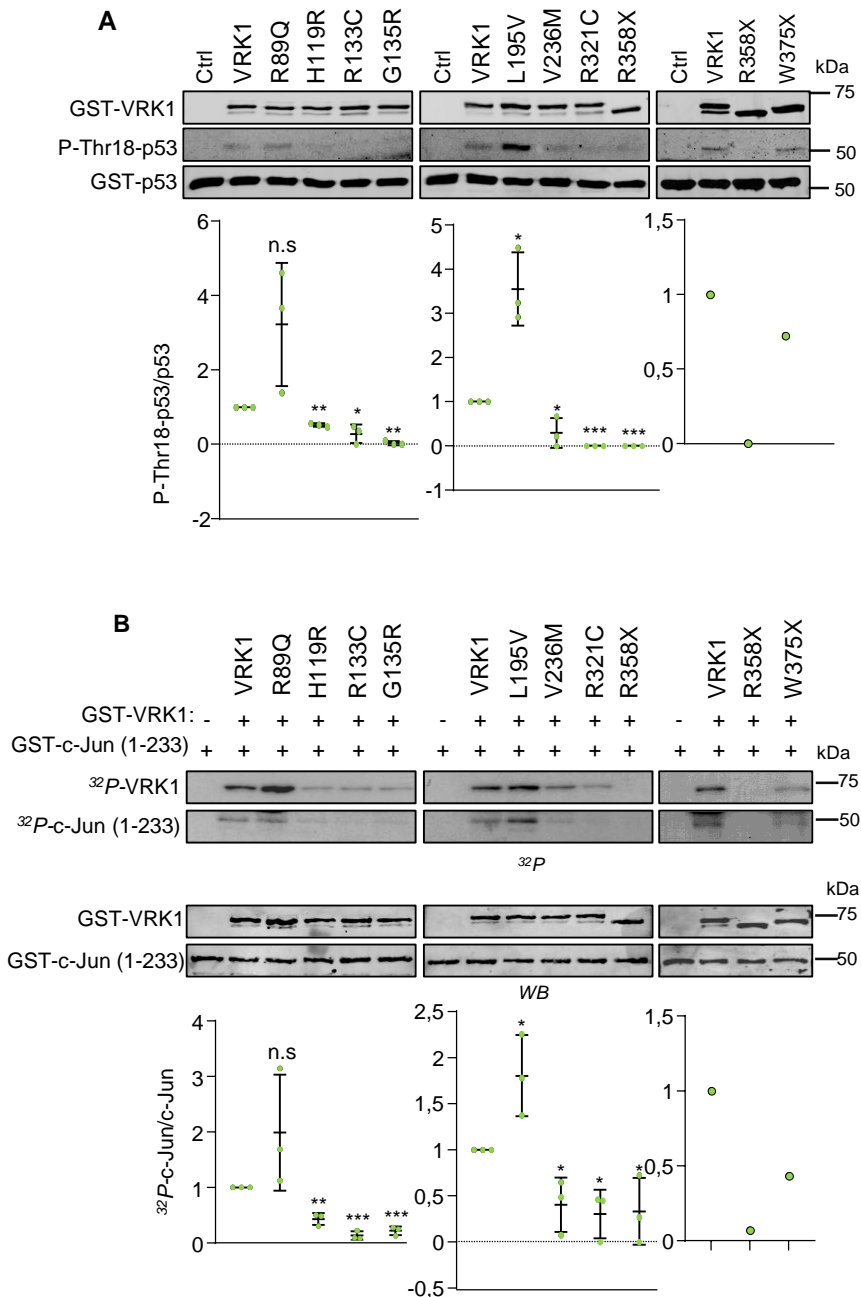 A
Ctrl VRK1 R89Q H119R R133C G135R Ctrl VRK1 L195V V236M R321C R358X Ctrl VRK1 R358X W375X
kDa
GST-VRK1 75
P-Thr18-p53 50
GST-p53 50
P-Thr18-p53/p53
6
4
2
0
-2
n.s
**
*
**
5
4
3
2
1
0
-1
*
*
***
***
1,5
1
0,5
0
B
VRK1 R89Q H119R R133C G135R VRK1 L195V V236M R321C R358X VRK1 R358X W375X
GST-VRK1: - + + + + + - + + + + + - + + +
GST-c-Jun (1-233) + + + + + + + + + + + + + + + +
kDa
32P-VRK1 75
32P-c-Jun (1-233) 50
32P
kDa
GST-VRK1 75
GST-c-Jun (1-233) 50
WB
32P-c-Jun/c-Jun
4
3
2
1
0
n.s
**
***
***
2,5
2
1,5
1
0,5
0
-0,5
*
*
*
*
1,5
1
0,5
0